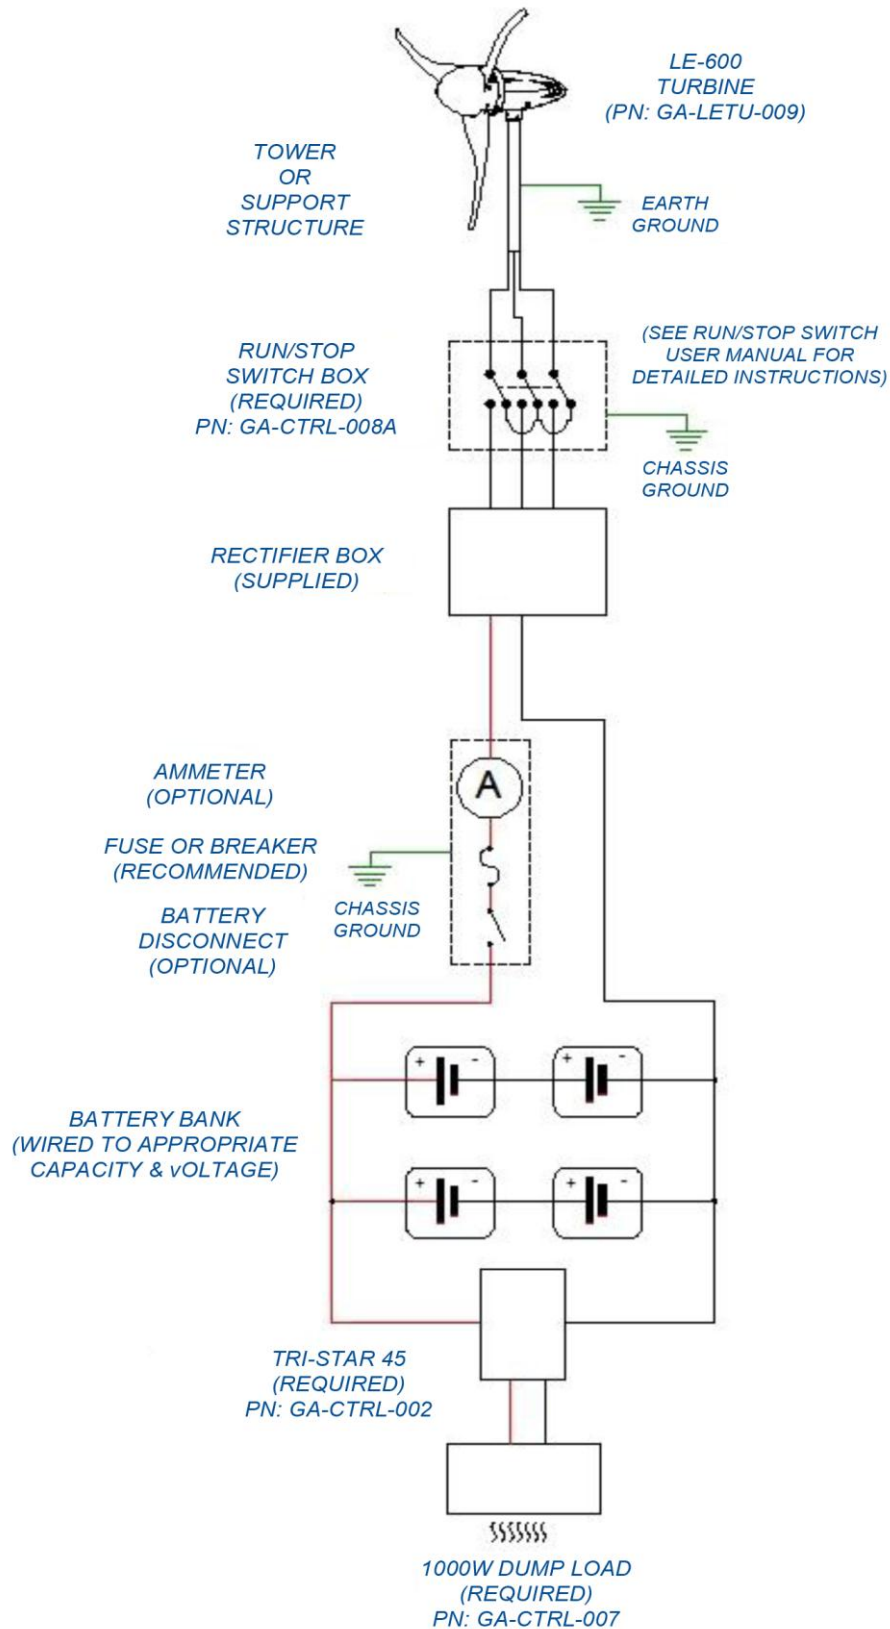 LE-600
TURBINE
(PN: GA-LETU-009)
TOWER
OR
SUPPORT
STRUCTURE
EARTH
GROUND
RUN/STOP
SWITCH BOX
(REQUIRED)
PN: GA-CTRL-008A
(SEE RUN/STOP SWITCH
USER MANUAL FOR
DETAILED INSTRUCTIONS)
CHASSIS
GROUND
RECTIFIER BOX
(SUPPLIED)
AMMETER
(OPTIONAL)
A
FUSE OR BREAKER
(RECOMMENDED)
CHASSIS
GROUND
BATTERY
DISCONNECT
(OPTIONAL)
+ - + -
BATTERY BANK
(WIRED TO APPROPRIATE
CAPACITY & vOLTAGE)
+ - + -
TRI-STAR 45
(REQUIRED)
PN: GA-CTRL-002
1000W DUMP LOAD
(REQUIRED)
PN: GA-CTRL-007